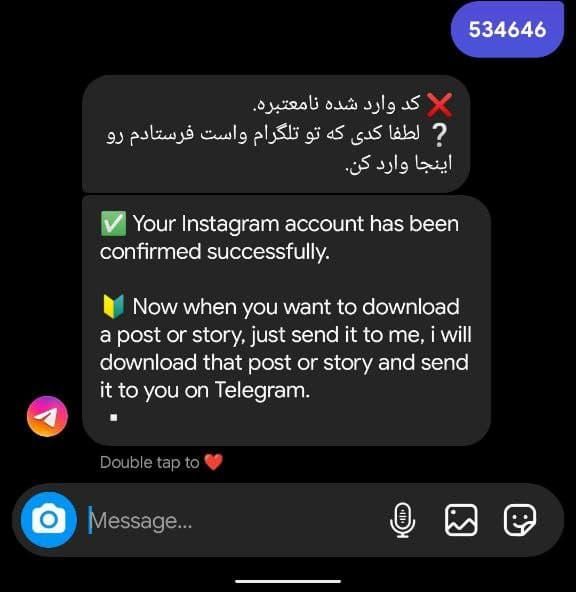 534646
❌ کد وارد شده نامعتبره.
❓ لطفا کدی که تو تلگرام واست فرستادم رو
اینجا وارد کن.
✅ Your Instagram account has been
confirmed successfully.
🔰 Now when you want to download
a post or story, just send it to me, i will
download that post or story and send
it to you on Telegram.
▪️
Double tap to ❤️
Message...